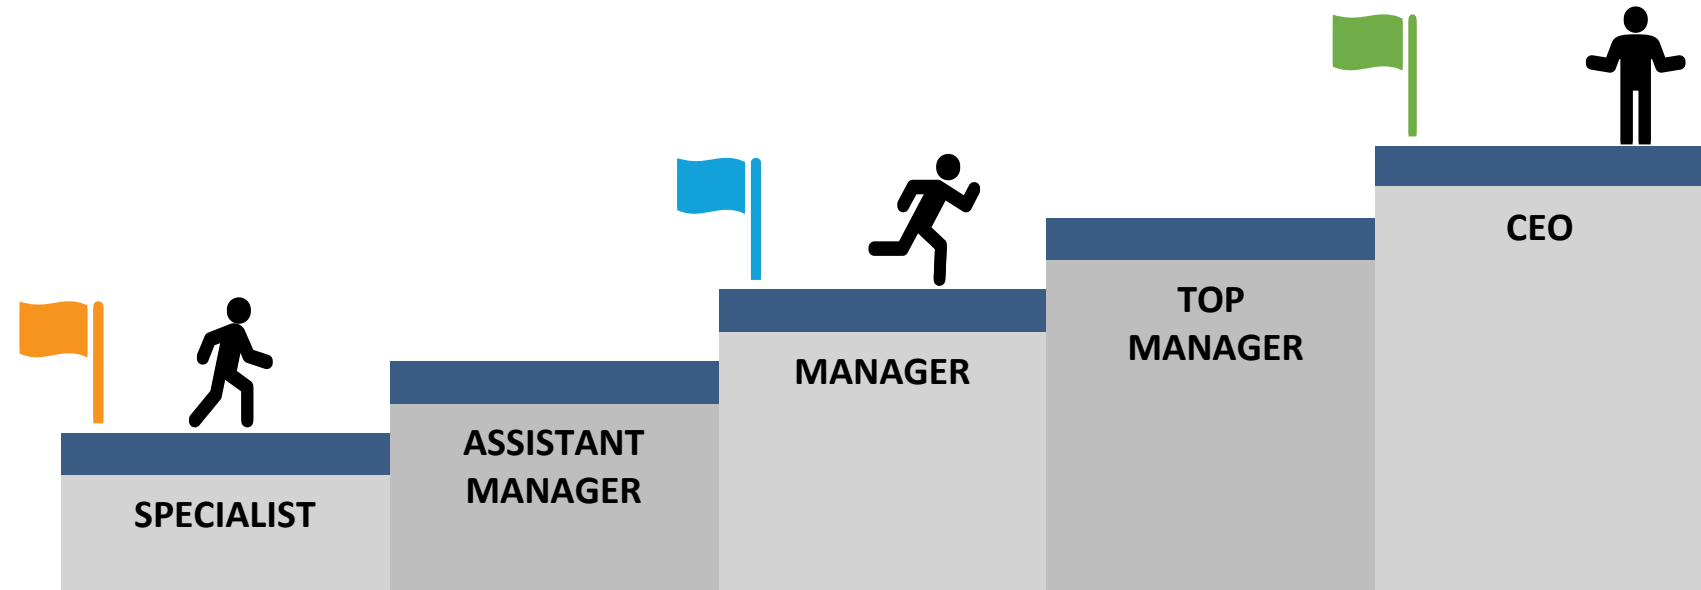 SPECIALIST
ASSISTANT
MANAGER
MANAGER
TOP
MANAGER
CEO